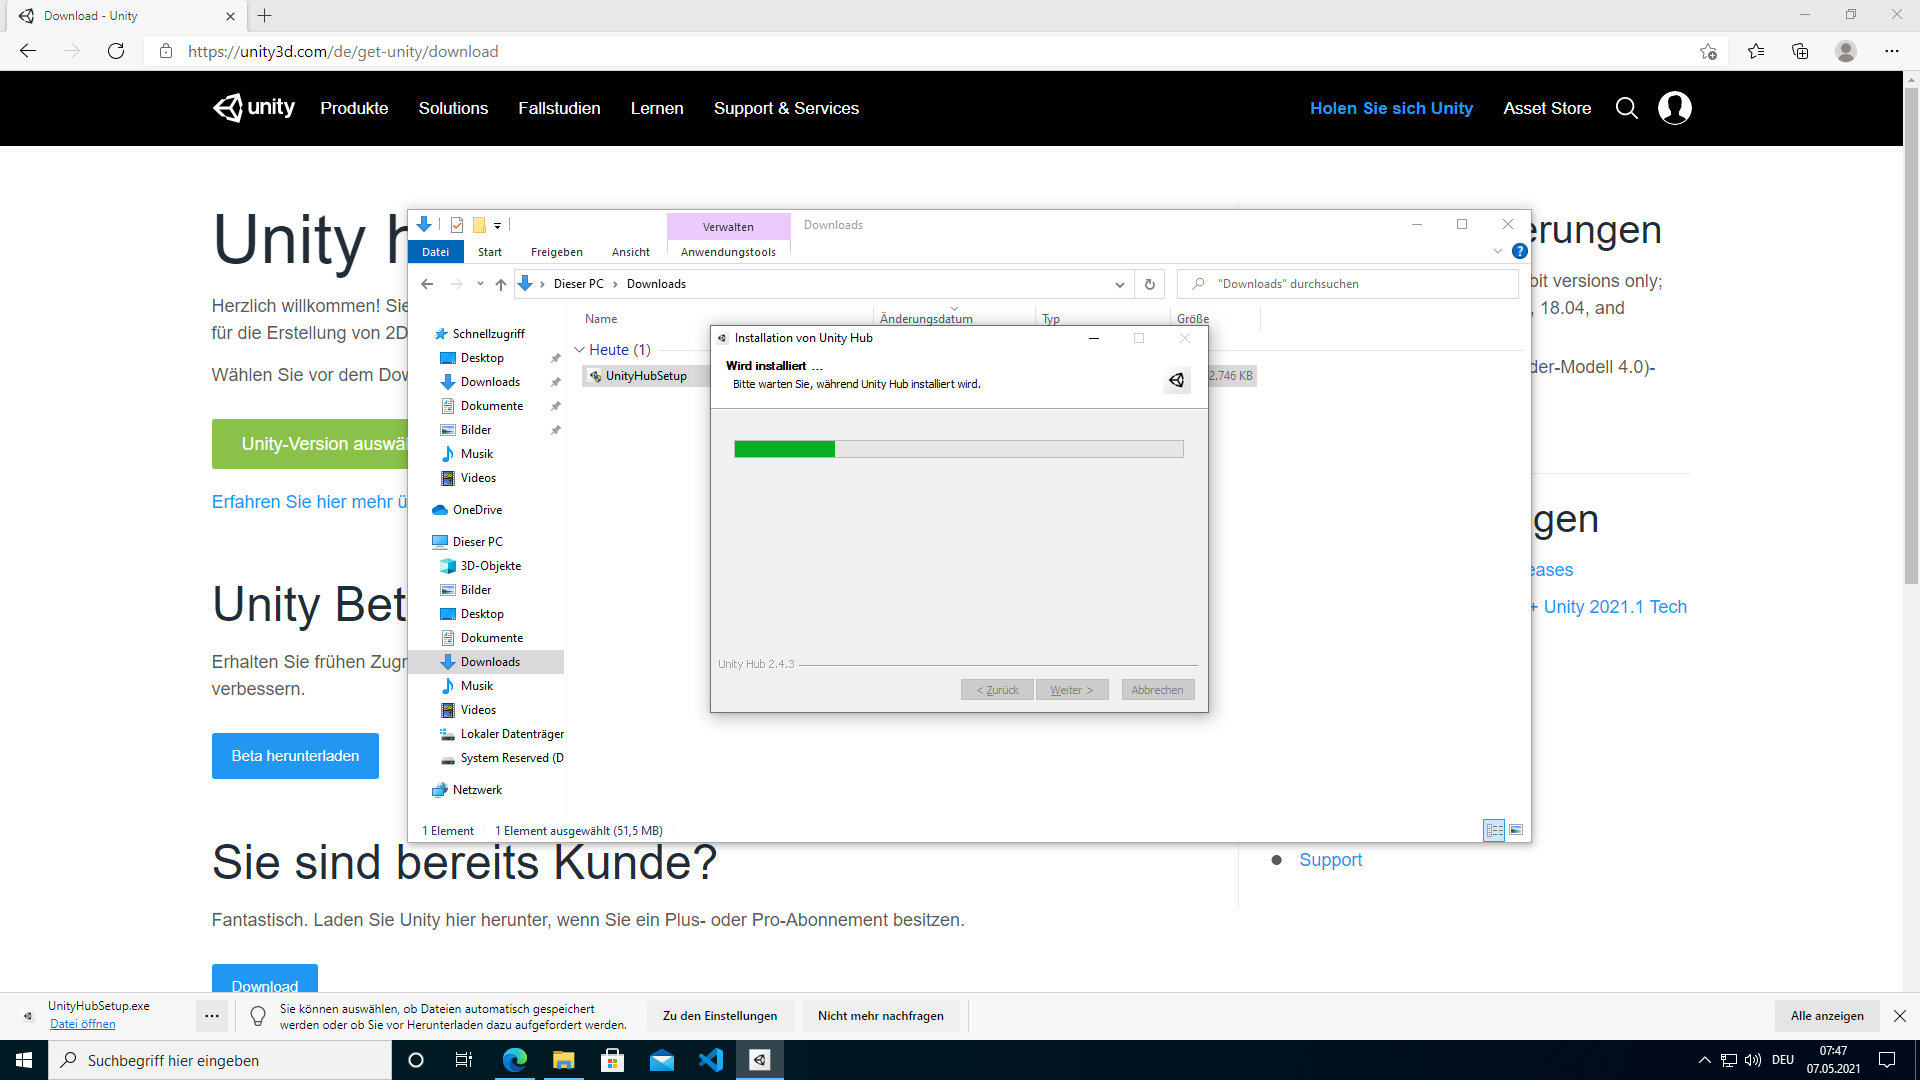 Download - Unity
https://unity3d.com/de/get-unity/download
unity Produkte Solutions Fallstudien Lernen Support & Services Holen Sie sich Unity Asset Store
Unity
Herzlich willkommen! Sie
für die Erstellung von 2D
Wählen Sie vor dem Dow
Unity-Version auswäh
Erfahren Sie hier mehr ü
Unity Bet
Erhalten Sie frühen Zugr
verbessern.
Beta herunterladen
Sie sind bereits Kunde?
Fantastisch. Laden Sie Unity hier herunter, wenn Sie ein Plus- oder Pro-Abonnement besitzen.
Download
erungen
bit versions only;
, 18.04, and
der-Modell 4.0)-
gen
eases
+ Unity 2021.1 Tech
Support
Verwalten Downloads
Datei Start Freigeben Ansicht Anwendungstools
Dieser PC Downloads "Downloads" durchsuchen
Name Änderungsdatum Typ Größe
Heute (1)
UnityHubSetup 2.746 KB
Schnellzugriff
Desktop
Downloads
Dokumente
Bilder
Musik
Videos
OneDrive
Dieser PC
3D-Objekte
Bilder
Desktop
Dokumente
Downloads
Musik
Videos
Lokaler Datenträger
System Reserved (D
Netzwerk
1 Element 1 Element ausgewählt (51,5 MB)
Installation von Unity Hub
Wird installiert ...
Bitte warten Sie, während Unity Hub installiert wird.
Unity Hub 2.4.3
< Zurück Weiter > Abbrechen
UnityHubSetup.exe
Datei öffnen
Sie können auswählen, ob Dateien automatisch gespeichert
werden oder ob Sie vor Herunterladen dazu aufgefordert werden.
Zu den Einstellungen Nicht mehr nachfragen Alle anzeigen
Suchbegriff hier eingeben
DEU
07:47
07.05.2021